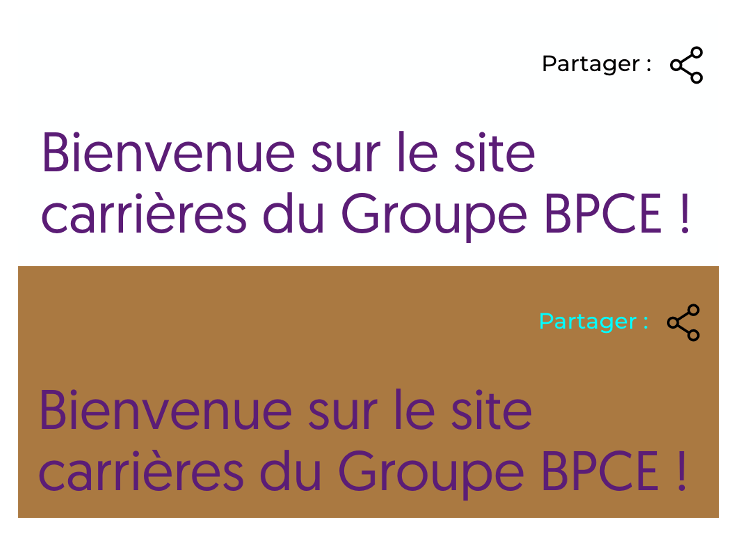 Partager :
Bienvenue sur le site
carrières du Groupe BPCE !
Partager :
Bienvenue sur le site
carrières du Groupe BPCE !